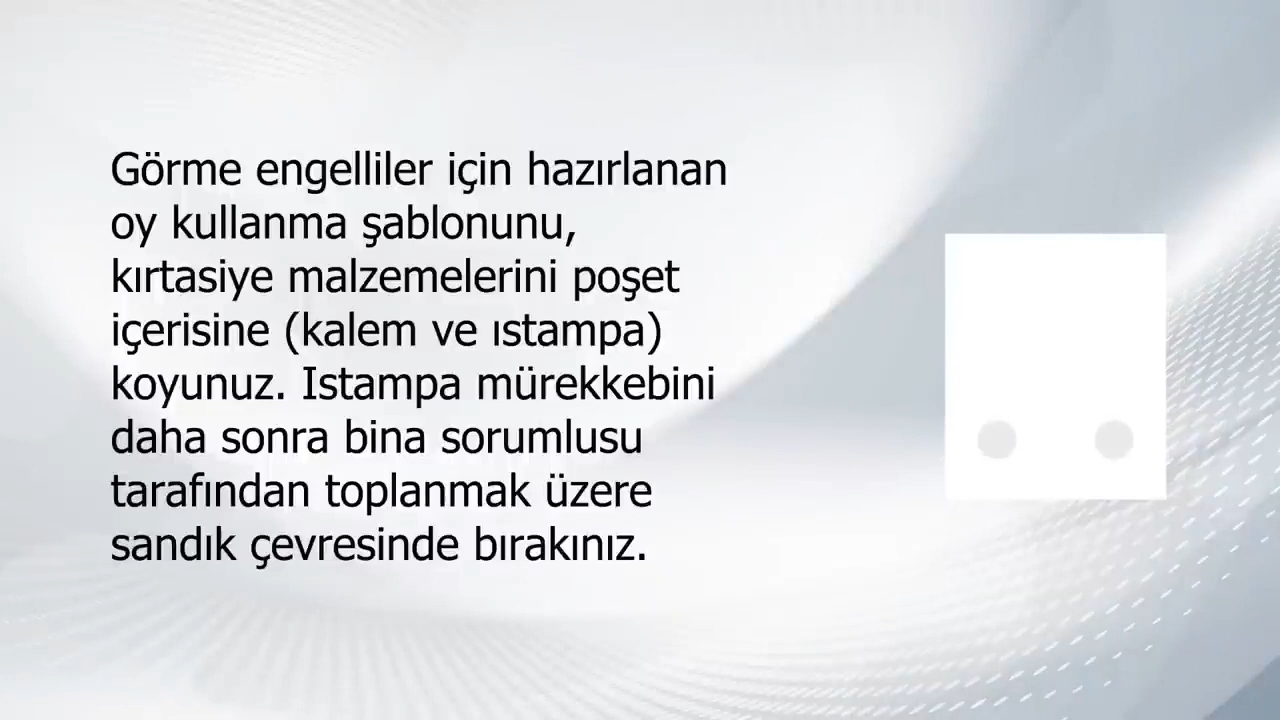 Görme engelliler için hazırlanan
oy kullanma şablonunu,
kırtasiye malzemelerini poşet
içerisine (kalem ve ıstampa)
koyunuz. Istampa mürekkebini
daha sonra bina sorumlusu
tarafından toplanmak üzere
sandık çevresinde bırakınız.